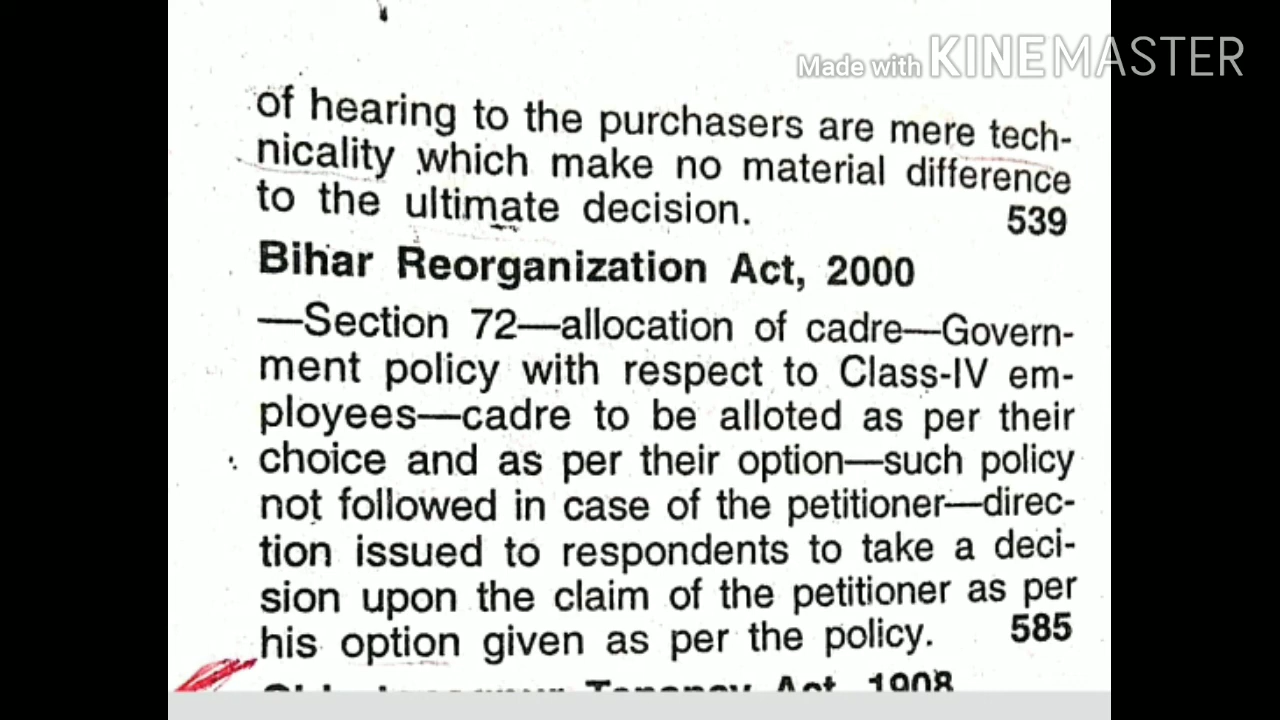 Made with KINEMASTER
of hearing to the purchasers are mere tech-
nicality which make no material difference
to the ultimate decision. 539
Bihar Reorganization Act, 2000
—Section 72—allocation of cadre—Govern-
ment policy with respect to Class-IV em-
ployees—cadre to be alloted as per their
choice and as per their option—such policy
not followed in case of the petitioner—direc-
tion issued to respondents to take a deci-
sion upon the claim of the petitioner as per
his option given as per the policy. 585
Tenancy Act, 1908